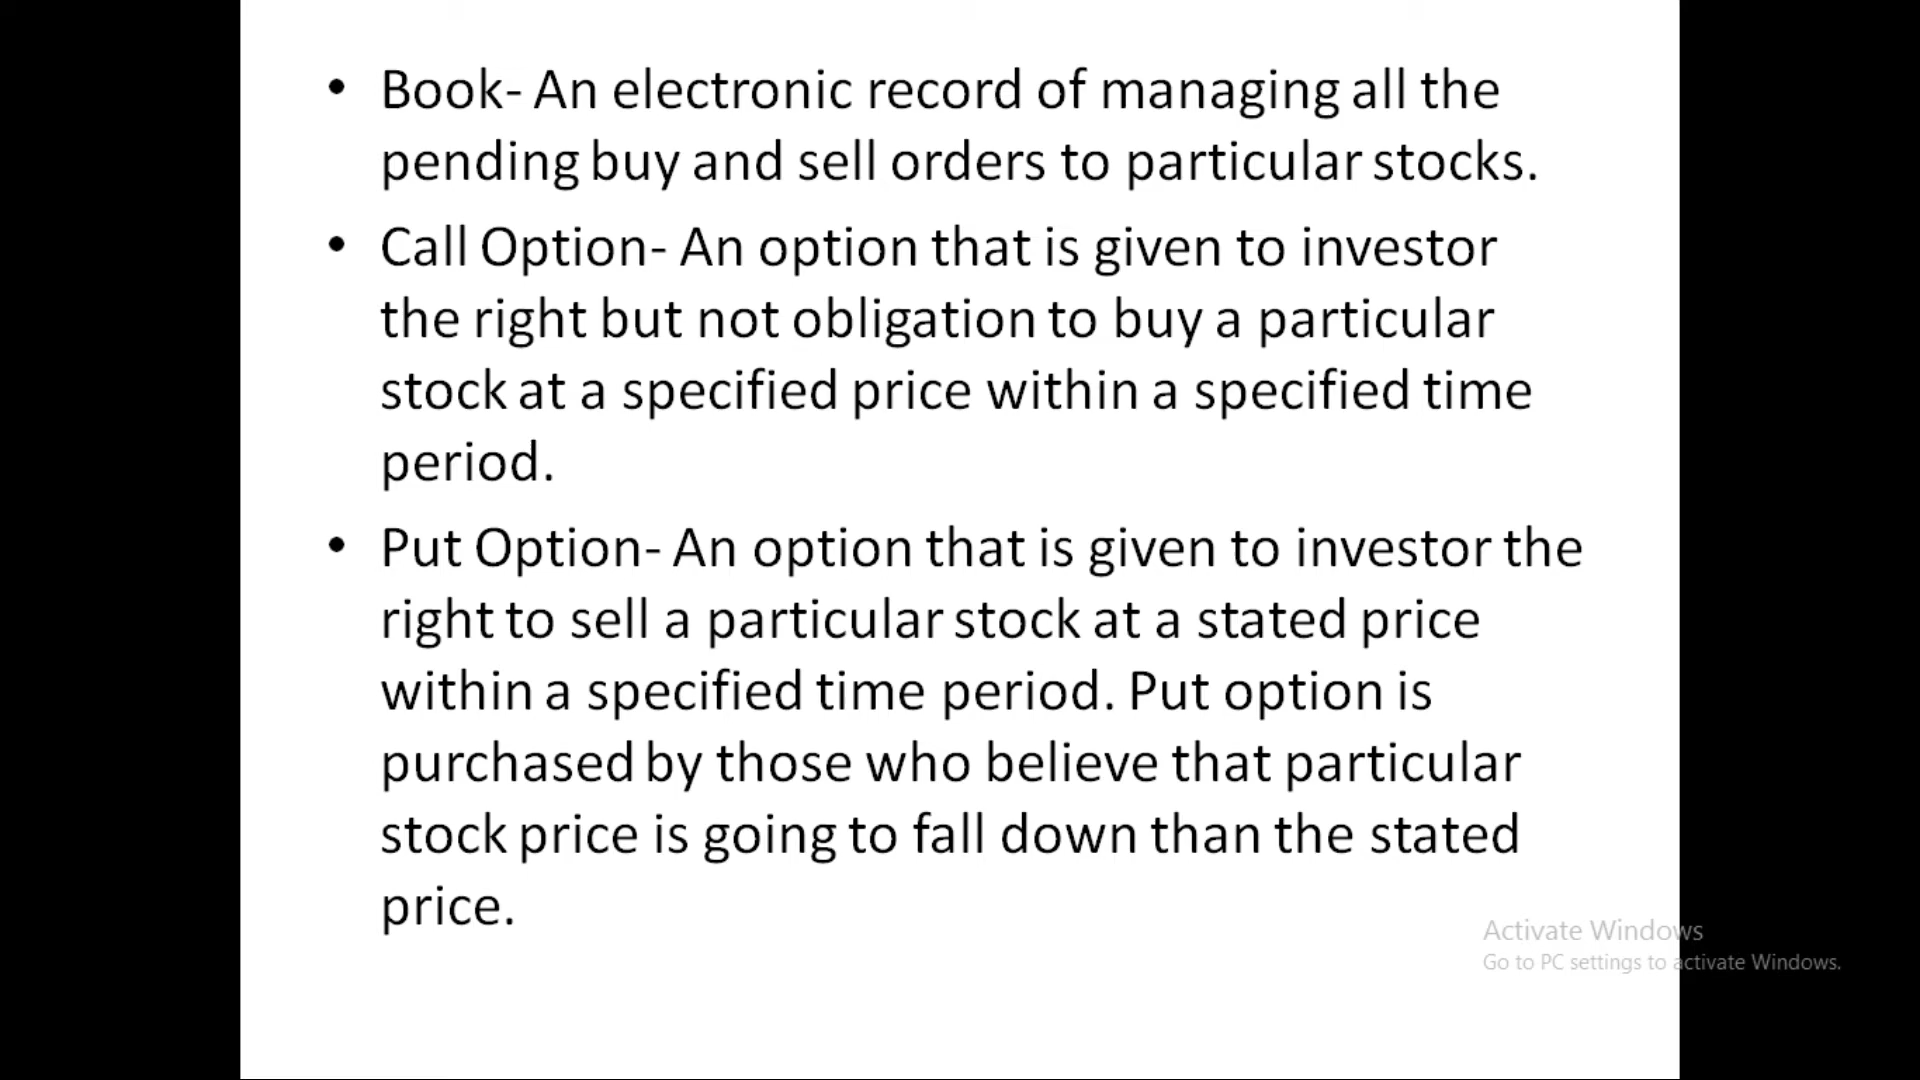 • Book- An electronic record of managing all the
pending buy and sell orders to particular stocks.
• Call Option- An option that is given to investor
the right but not obligation to buy a particular
stock at a specified price within a specified time
period.
• Put Option- An option that is given to investor the
right to sell a particular stock at a stated price
within a specified time period. Put option is
purchased by those who believe that particular
stock price is going to fall down than the stated
price.
Activate Windows
Go to PC settings to activate Windows.